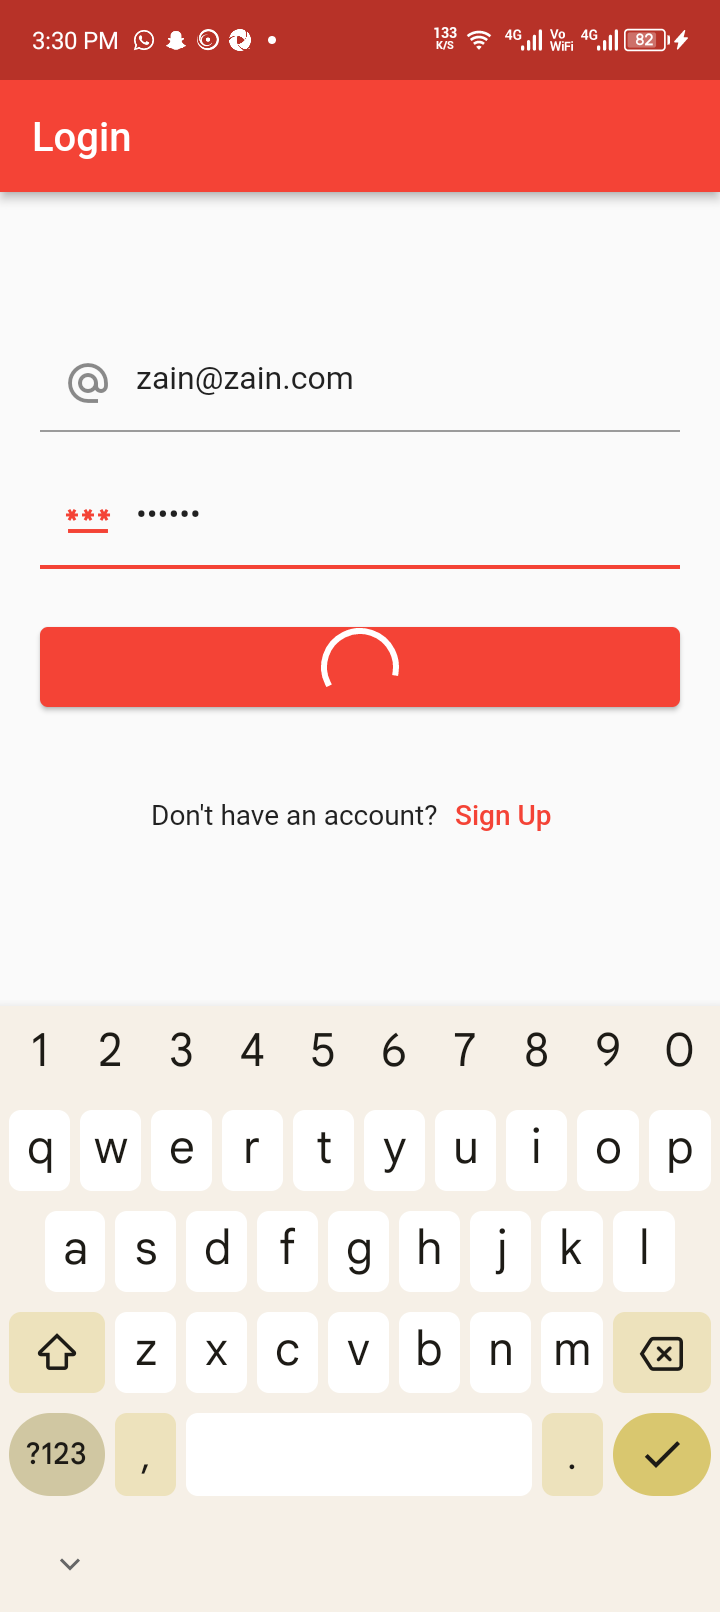 3:30 PM 133 K/S 4G Vo WiFi 4G 82
Login
zain@zain.com
***
••••••
Don't have an account? Sign Up
1 2 3 4 5 6 7 8 9 0
q w e r t y u i o p
a s d f g h j k l
z x c v b n m
?123 , .